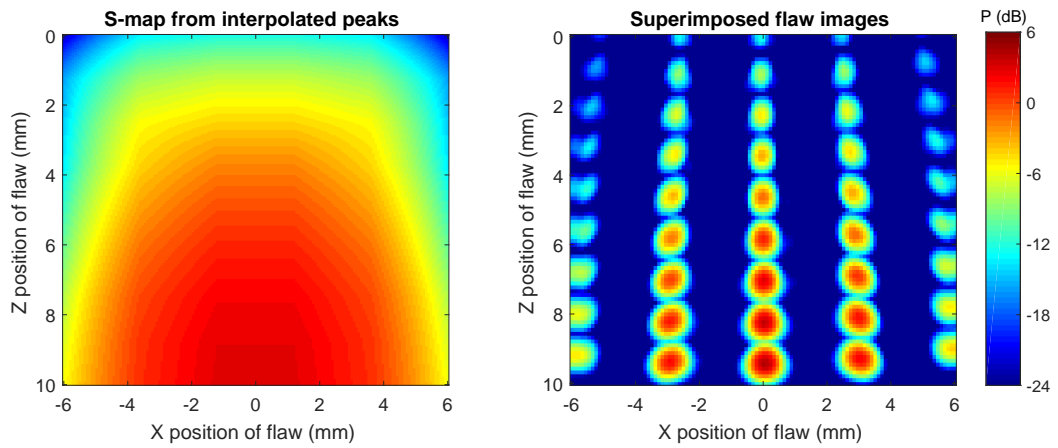 S-map from interpolated peaks
0
2
4
6
8
10
Z position of flaw (mm)
-6 -4 -2 0 2 4 6
X position of flaw (mm)
Superimposed flaw images
0
2
4
6
8
10
Z position of flaw (mm)
-6 -4 -2 0 2 4 6
X position of flaw (mm)
P (dB)
6
0
-6
-12
-18
-24